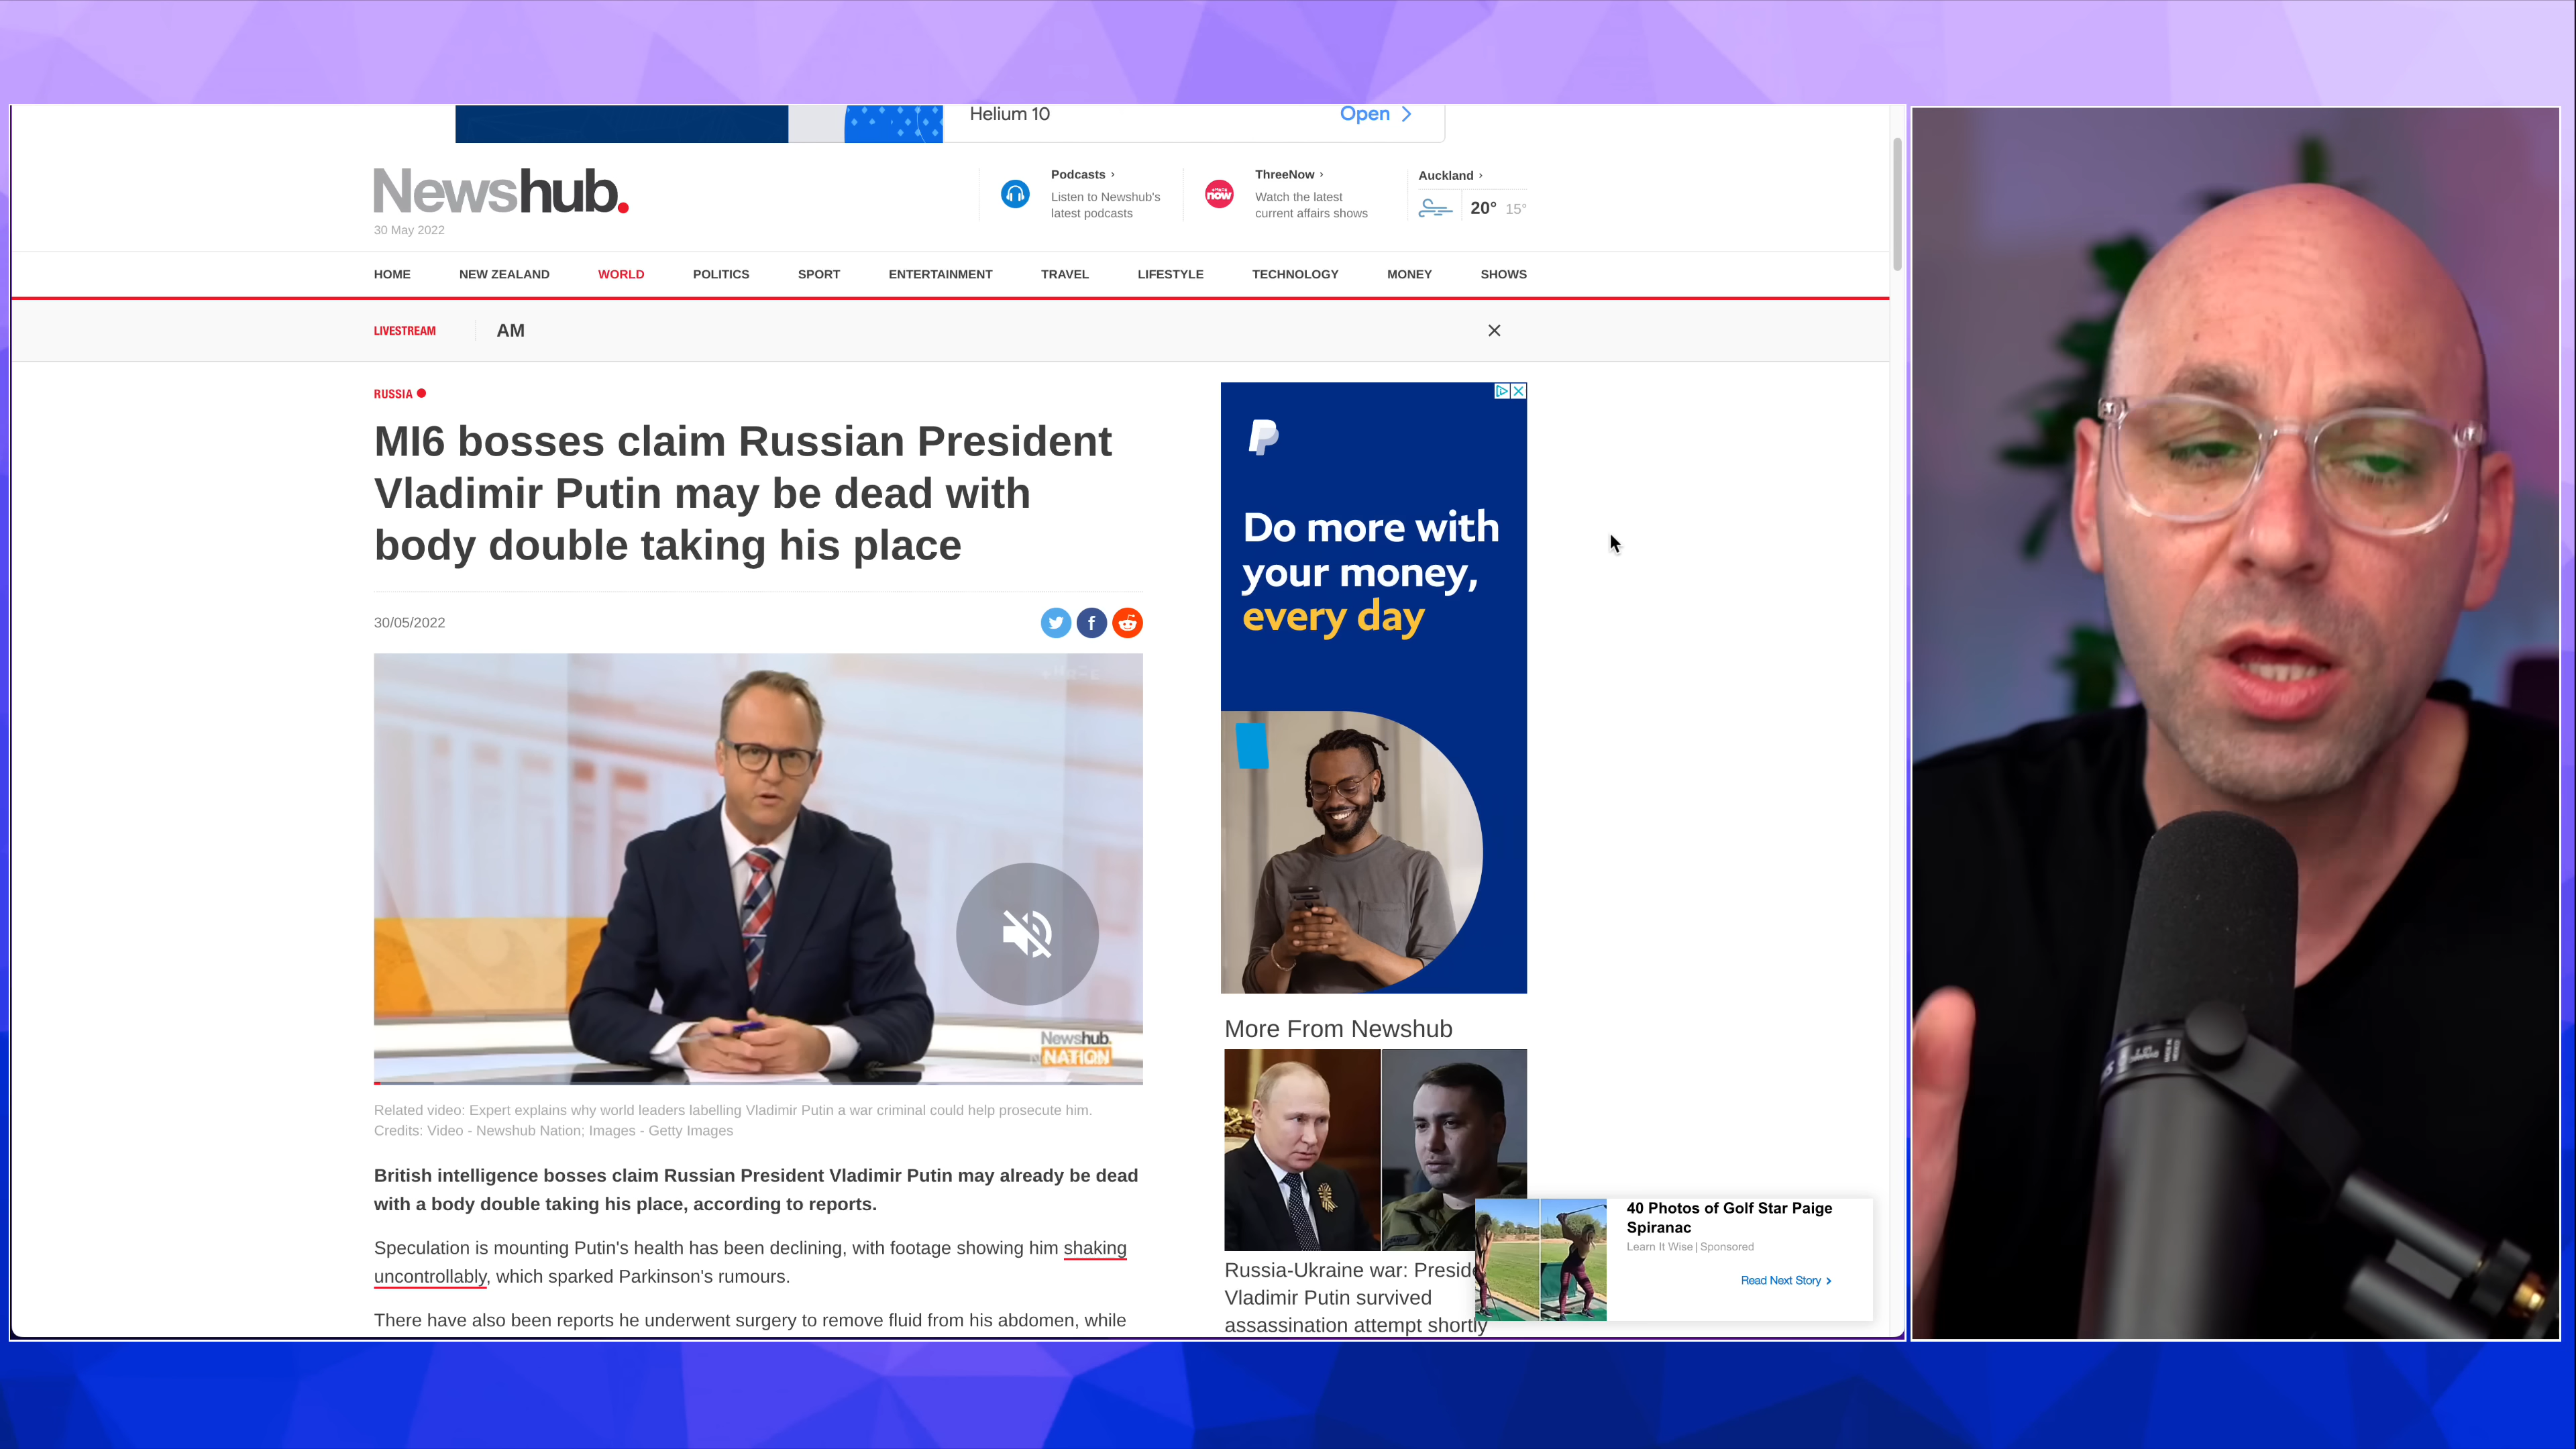 Helium 10
Open
Newshub.
30 May 2022
Podcasts ›
Listen to Newshub's
latest podcasts
now
ThreeNow ›
Watch the latest
current affairs shows
Auckland ›
20° 15°
HOME NEW ZEALAND WORLD POLITICS SPORT ENTERTAINMENT TRAVEL LIFESTYLE TECHNOLOGY MONEY SHOWS
LIVESTREAM AM
RUSSIA
MI6 bosses claim Russian President
Vladimir Putin may be dead with
body double taking his place
30/05/2022
Newshub.
NATION
Related video: Expert explains why world leaders labelling Vladimir Putin a war criminal could help prosecute him.
Credits: Video - Newshub Nation; Images - Getty Images
British intelligence bosses claim Russian President Vladimir Putin may already be dead
with a body double taking his place, according to reports.
Speculation is mounting Putin's health has been declining, with footage showing him shaking
uncontrollably, which sparked Parkinson's rumours.
There have also been reports he underwent surgery to remove fluid from his abdomen, while
Do more with
your money,
every day
More From Newshub
Russia-Ukraine war:
Vladimir Putin survived
assassination attempt shortly
40 Photos of Golf Star Paige
Spiranac
Learn It Wise | Sponsored
Read Next Story